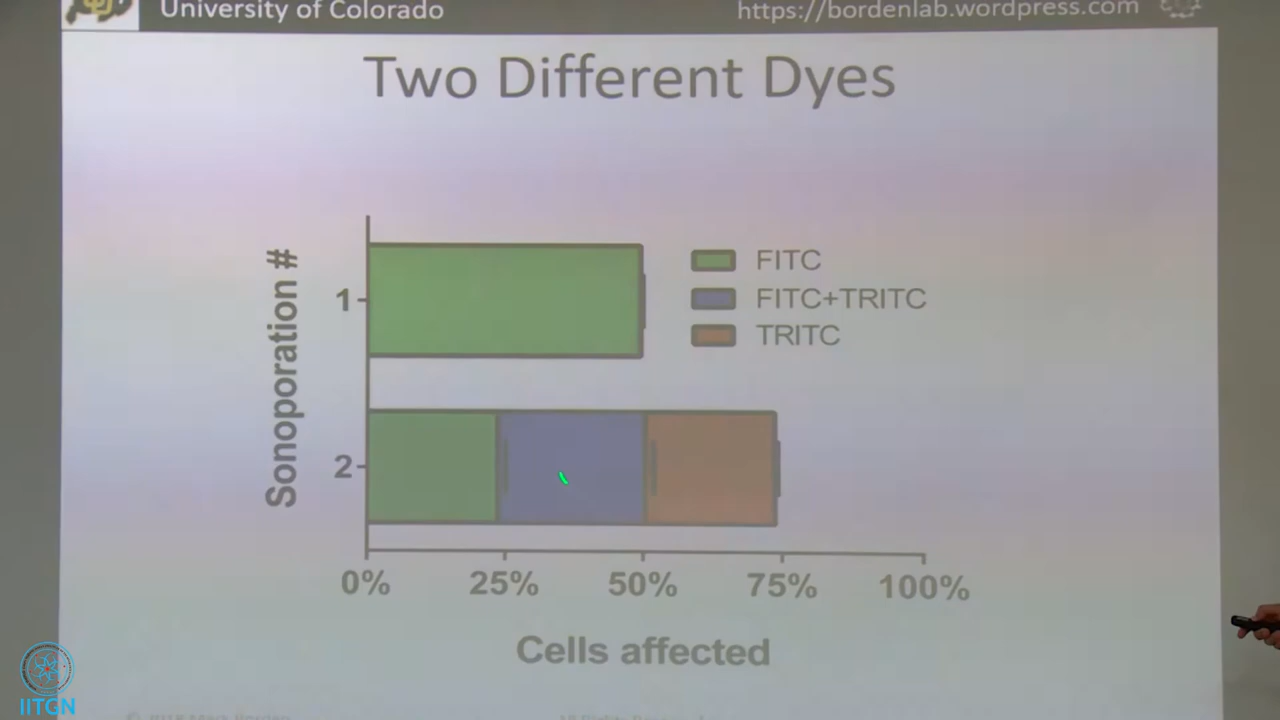 University of Colorado
https://bordenlab.wordpress.com
Two Different Dyes
Sonoporation #
1
2
FITC
FITC+TRITC
TRITC
0% 25% 50% 75% 100%
Cells affected
IITGN